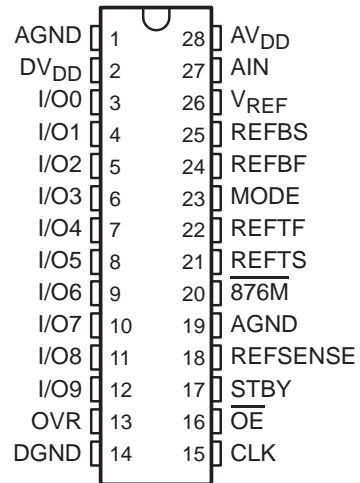 AGND 1 28 AVDD
DVDD 2 27 AIN
I/O0 3 26 VREF
I/O1 4 25 REFBS
I/O2 5 24 REFBF
I/O3 6 23 MODE
I/O4 7 22 REFTF
I/O5 8 21 REFTS
I/O6 9 20 876M
I/O7 10 19 AGND
I/O8 11 18 REFSENSE
I/O9 12 17 STBY
OVR 13 16 OE
DGND 14 15 CLK